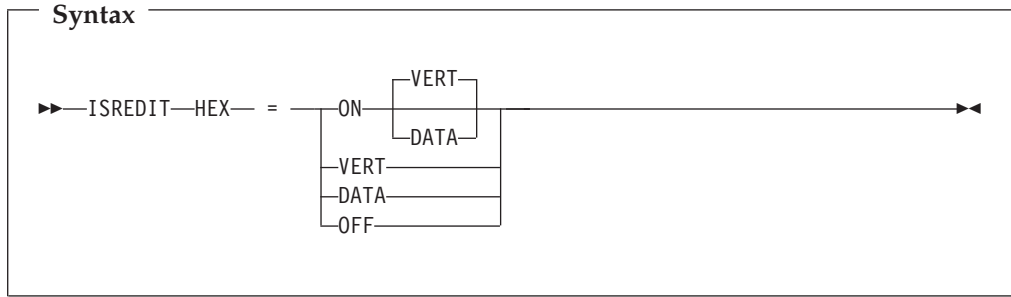 Syntax
VERT
ISREDIT HEX = ON
DATA
VERT
DATA
OFF